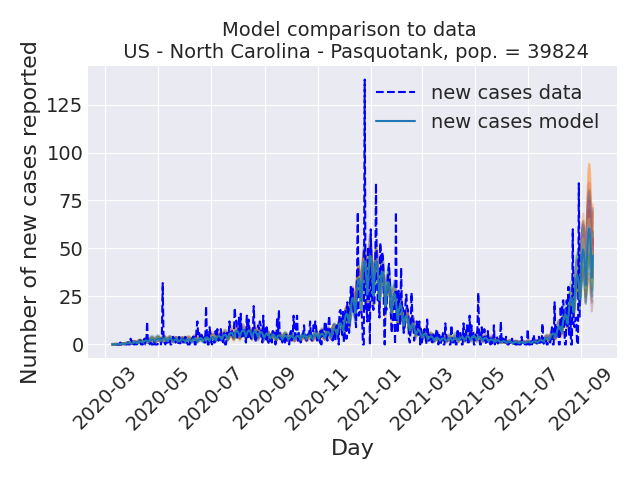 Model comparison to data
US - North Carolina - Pasquotank, pop. = 39824
Number of new cases reported
125
100
75
50
25
0
new cases data
new cases model
2020-03
2020-05
2020-07
2020-09
2020-11
2021-01
2021-03
2021-05
2021-07
2021-09
Day